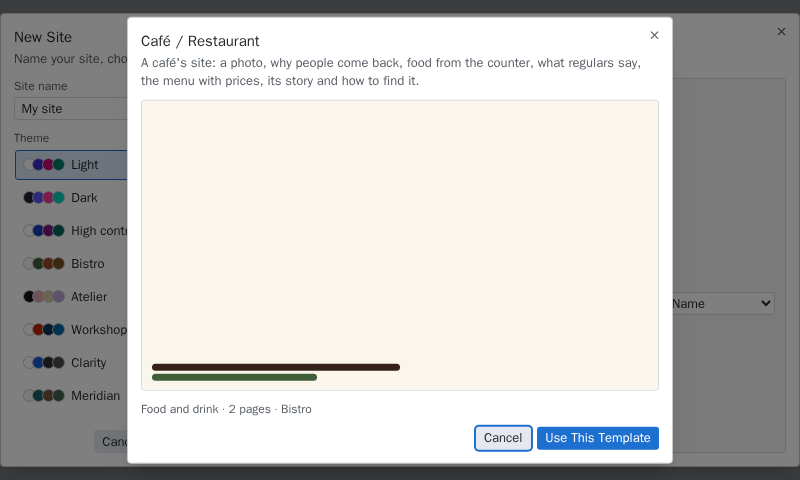 New Site
Name your site, cho
Site name
My site
Theme
Light
Dark
High contr
Bistro
Atelier
Workshop
Clarity
Meridian
Canc
Name
Café / Restaurant
A café's site: a photo, why people come back, food from the counter, what regulars say,
the menu with prices, its story and how to find it.
Food and drink · 2 pages · Bistro
Cancel
Use This Template